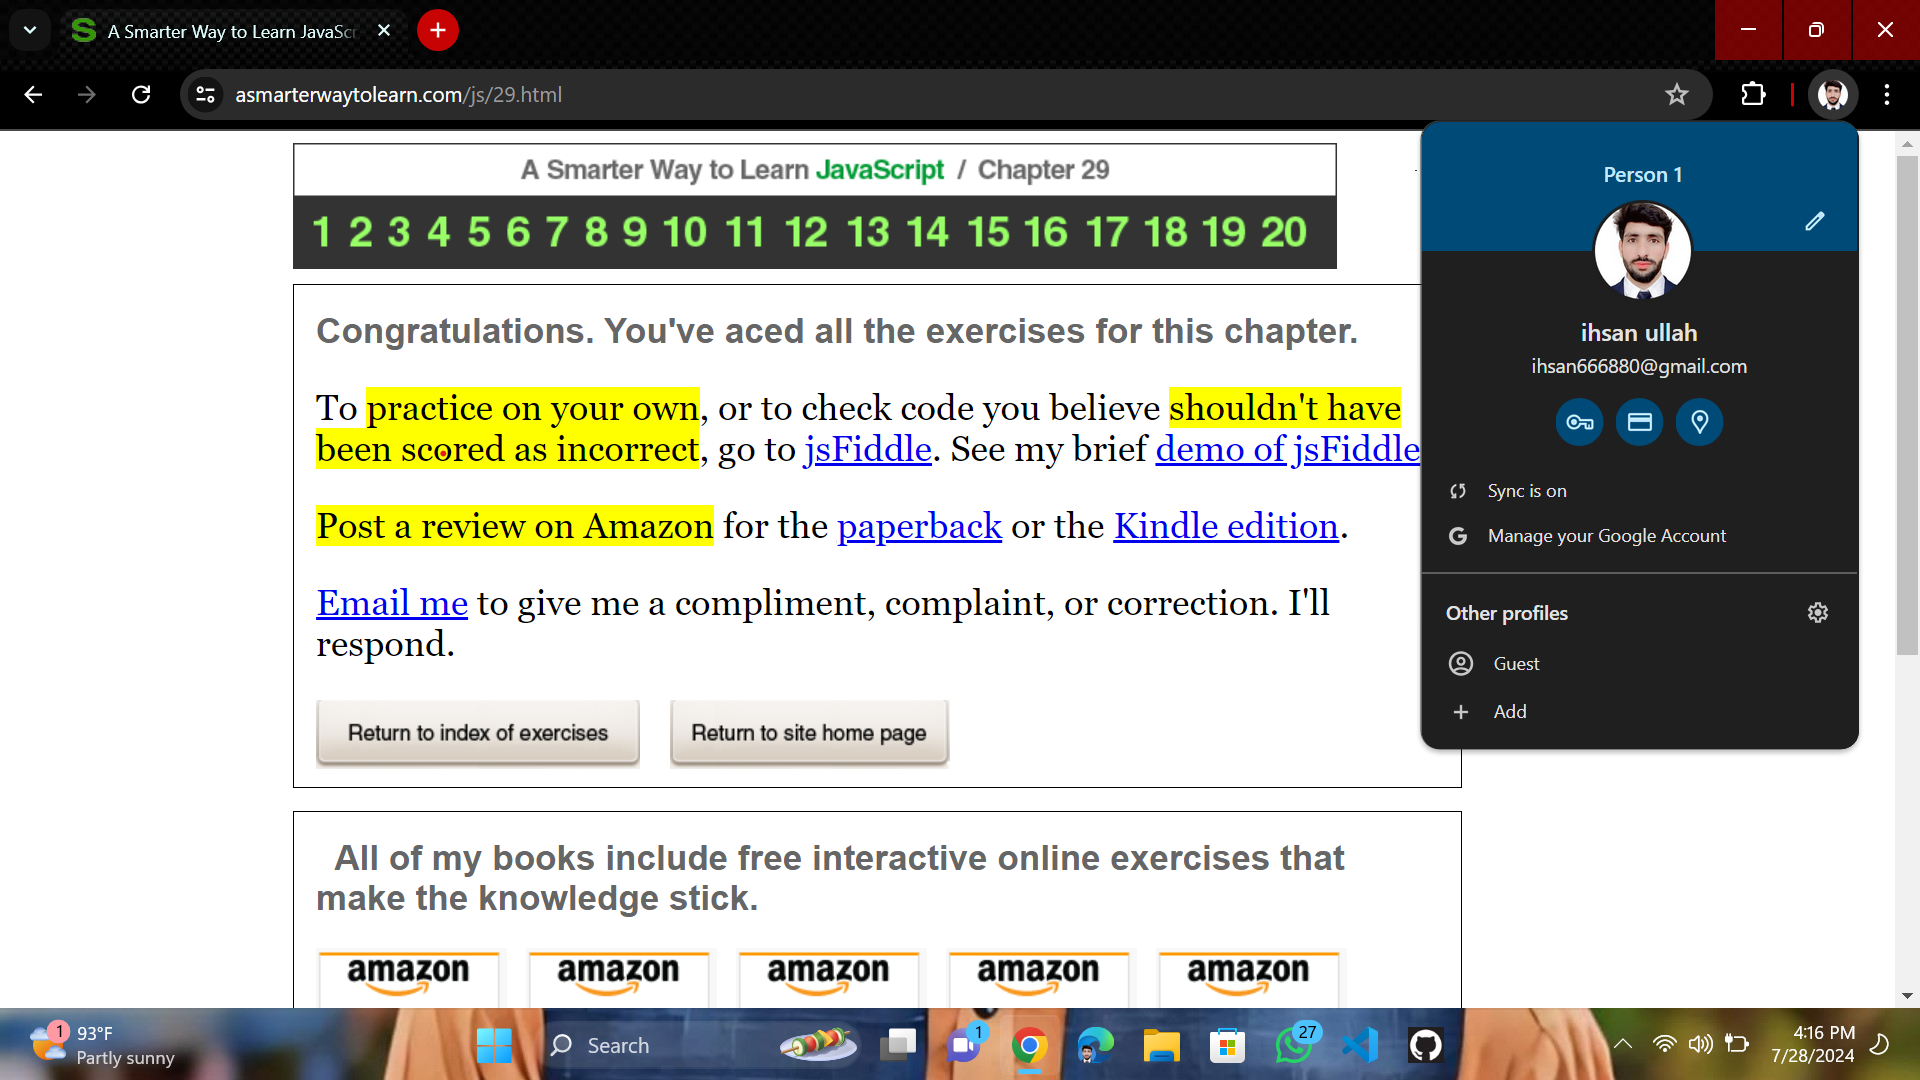 A Smarter Way to Learn JavaScr
asmarterwaytolearn.com/js/29.html
A Smarter Way to Learn JavaScript / Chapter 29
1 2 3 4 5 6 7 8 9 10 11 12 13 14 15 16 17 18 19 20
Congratulations. You've aced all the exercises for this chapter.
To practice on your own, or to check code you believe shouldn't have
been scored as incorrect, go to jsFiddle. See my brief demo of jsFiddle
Post a review on Amazon for the paperback or the Kindle edition.
Email me to give me a compliment, complaint, or correction. I'll
respond.
Return to index of exercises
Return to site home page
All of my books include free interactive online exercises that
make the knowledge stick.
amazon amazon amazon amazon amazon
Person 1
ihsan ullah
ihsan666880@gmail.com
Sync is on
G Manage your Google Account
Other profiles
Guest
Add
1
93°F
Partly sunny
Search
1
27
4:16 PM
7/28/2024